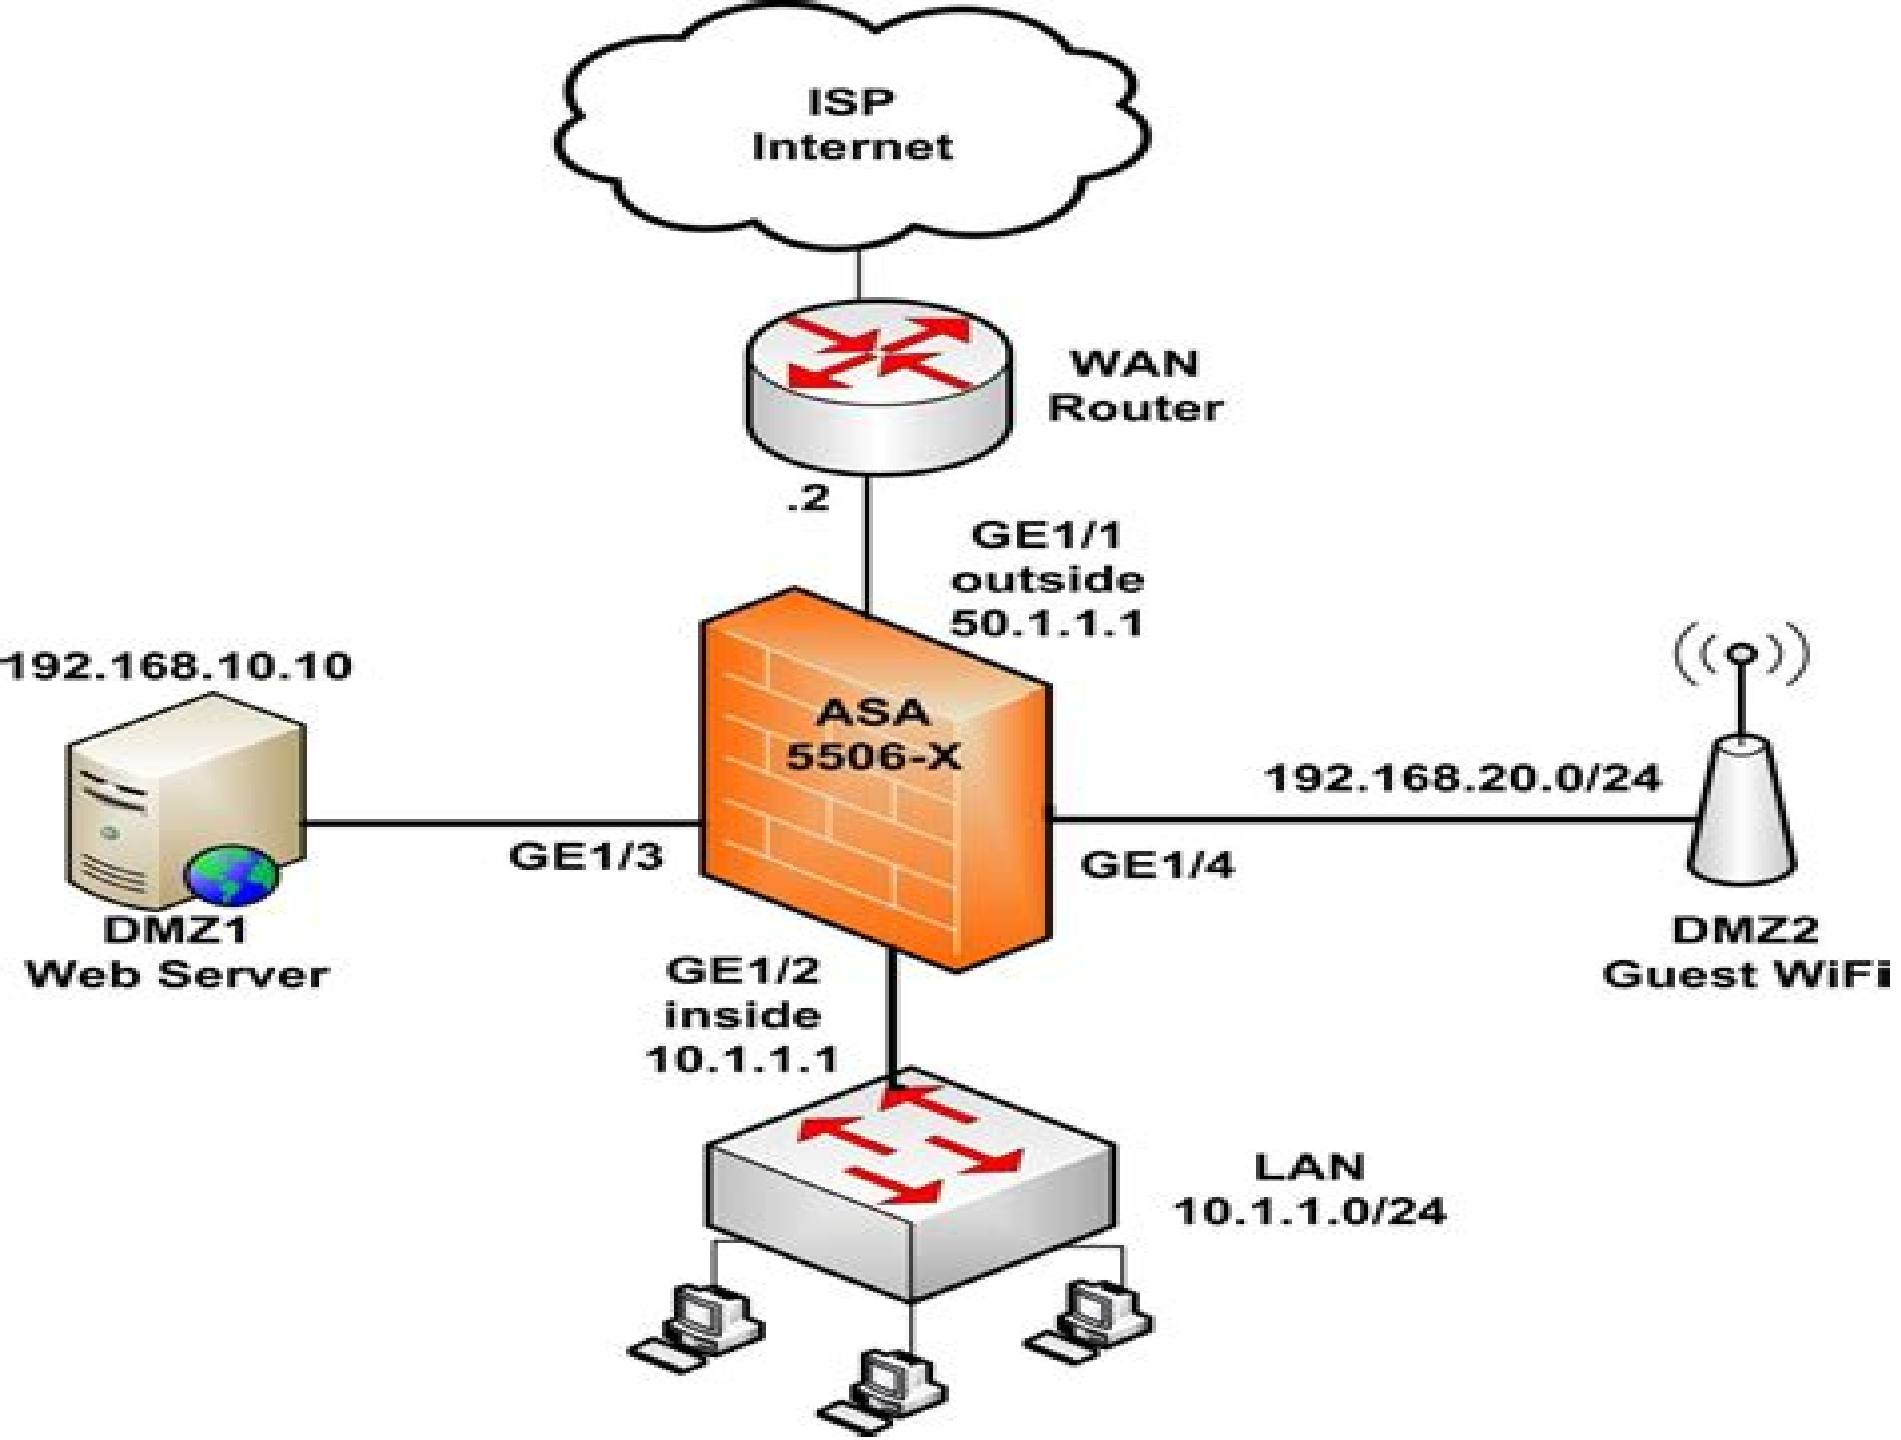 ISP
Internet
WAN
Router
.2
GE1/1
outside
50.1.1.1
192.168.10.10
ASA
5506-X
192.168.20.0/24
GE1/3
GE1/4
DMZ1
Web Server
DMZ2
Guest WiFi
GE1/2
inside
10.1.1.1
LAN
10.1.1.0/24